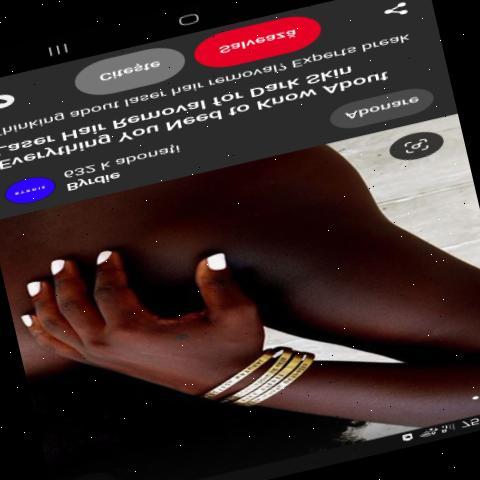 75
BYRDIE
Byrdie
632 k abonați
Abonare
Everything You Need to Know About
Laser Hair Removal for Dark Skin
Thinking about laser hair removal? Experts break
Citește
Salvează